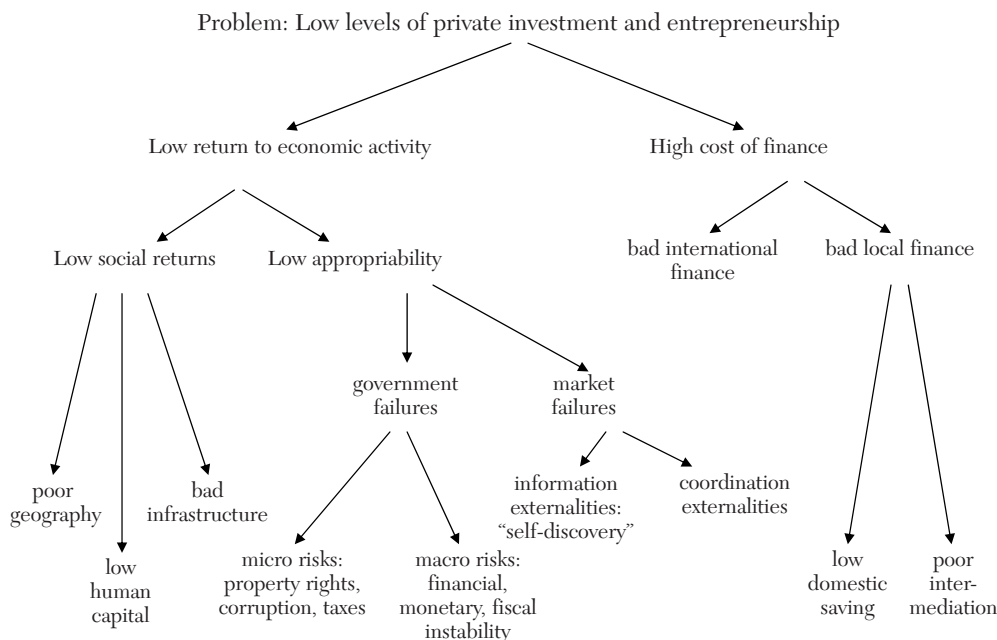 Problem: Low levels of private investment and entrepreneurship
Low return to economic activity
High cost of finance
Low social returns
Low appropriability
bad international
finance
bad local finance
government
failures
market
failures
poor
geography
low
human
capital
bad
infrastructure
micro risks:
property rights,
corruption, taxes
macro risks:
financial,
monetary, fiscal
instability
information
externalities:
“self-discovery”
coordination
externalities
low
domestic
saving
poor
inter-
mediation